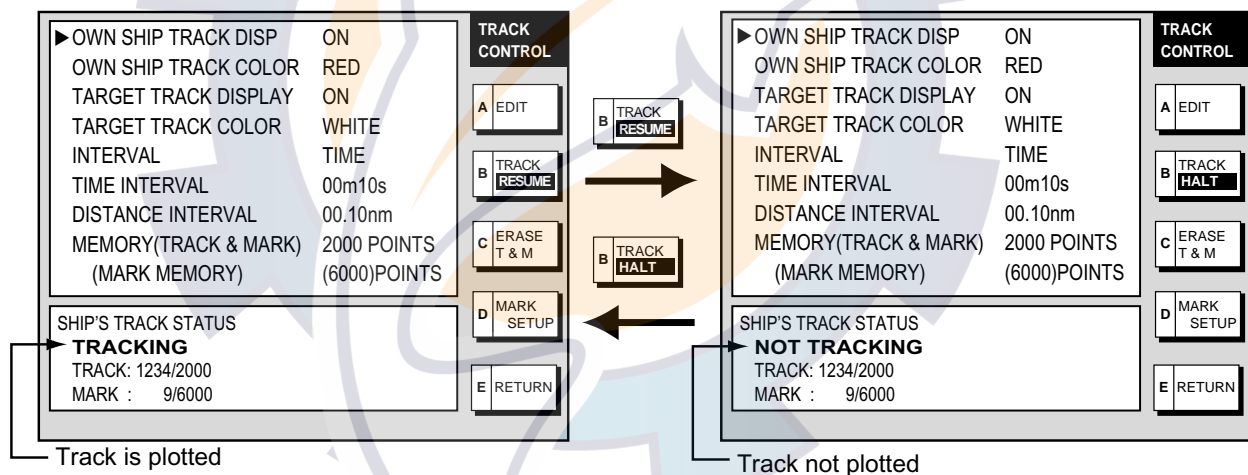 OWN SHIP TRACK DISP ON
OWN SHIP TRACK COLOR RED
TARGET TRACK DISPLAY ON
TARGET TRACK COLOR WHITE
INTERVAL TIME
TIME INTERVAL 00m10s
DISTANCE INTERVAL 00.10nm
MEMORY(TRACK & MARK) 2000 POINTS
(MARK MEMORY) (6000)POINTS
SHIP'S TRACK STATUS
TRACKING
TRACK: 1234/2000
MARK : 9/6000
TRACK
CONTROL
A EDIT
B TRACK
RESUME
C ERASE
T & M
D MARK
SETUP
E RETURN
Track is plotted
B TRACK
RESUME
B TRACK
HALT
OWN SHIP TRACK DISP ON
OWN SHIP TRACK COLOR RED
TARGET TRACK DISPLAY ON
TARGET TRACK COLOR WHITE
INTERVAL TIME
TIME INTERVAL 00m10s
DISTANCE INTERVAL 00.10nm
MEMORY(TRACK & MARK) 2000 POINTS
(MARK MEMORY) (6000)POINTS
SHIP'S TRACK STATUS
NOT TRACKING
TRACK: 1234/2000
MARK : 9/6000
TRACK
CONTROL
A EDIT
B TRACK
HALT
C ERASE
T & M
D MARK
SETUP
E RETURN
Track not plotted